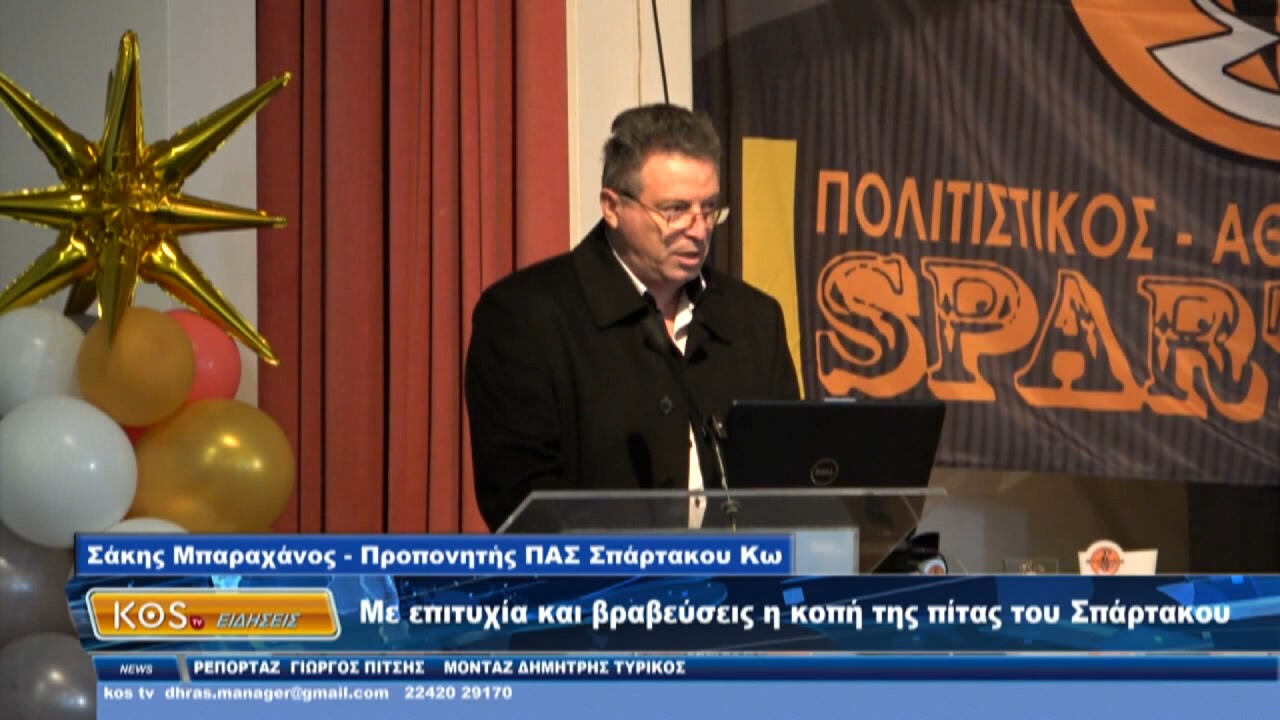 ΠΟΛΙΤΙΣΤΙΚΟΣ - ΑΘ
SPART
DELL
Σάκης Μπαραχάνος - Προπονητής ΠΑΣ Σπάρτακου Κω
KOS TV ΕΙΔΗΣΕΙΣ
Με επιτυχία και βραβεύσεις η κοπή της πίτας του Σπάρτακου
NEWS ΡΕΠΟΡΤΑΖ ΓΙΩΡΓΟΣ ΠΙΤΣΗΣ ΜΟΝΤΑΖ ΔΗΜΗΤΡΗΣ ΤΥΡΙΚΟΣ
kos tv dhras.manager@gmail.com 22420 29170